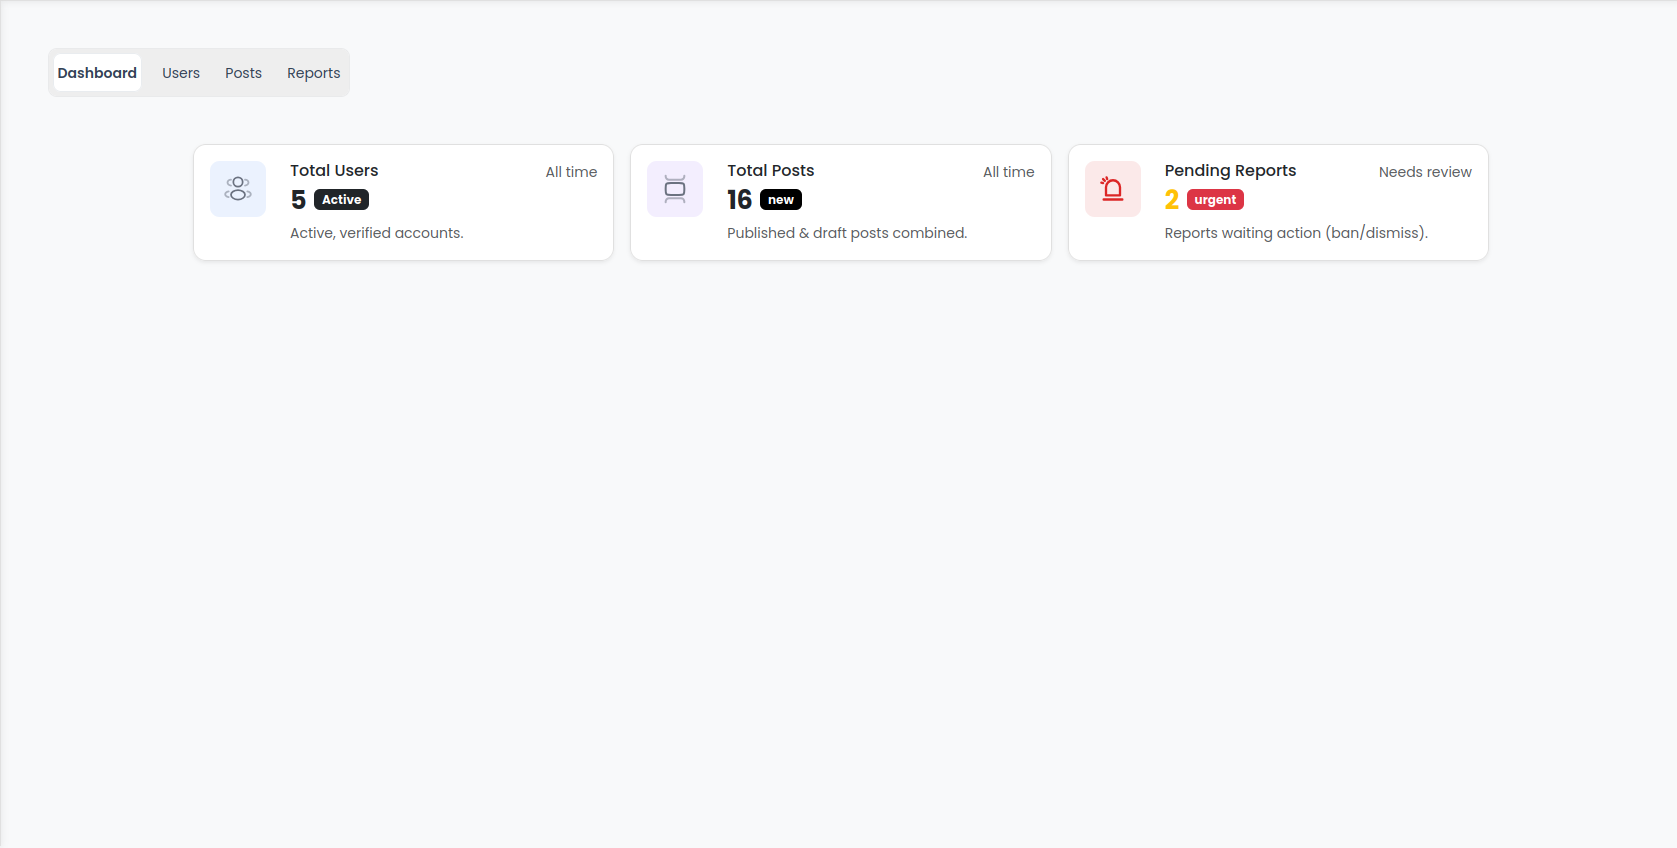 Dashboard Users Posts Reports
Total Users All time
5 Active
Active, verified accounts.
Total Posts All time
16 new
Published & draft posts combined.
Pending Reports Needs review
2 urgent
Reports waiting action (ban/dismiss).